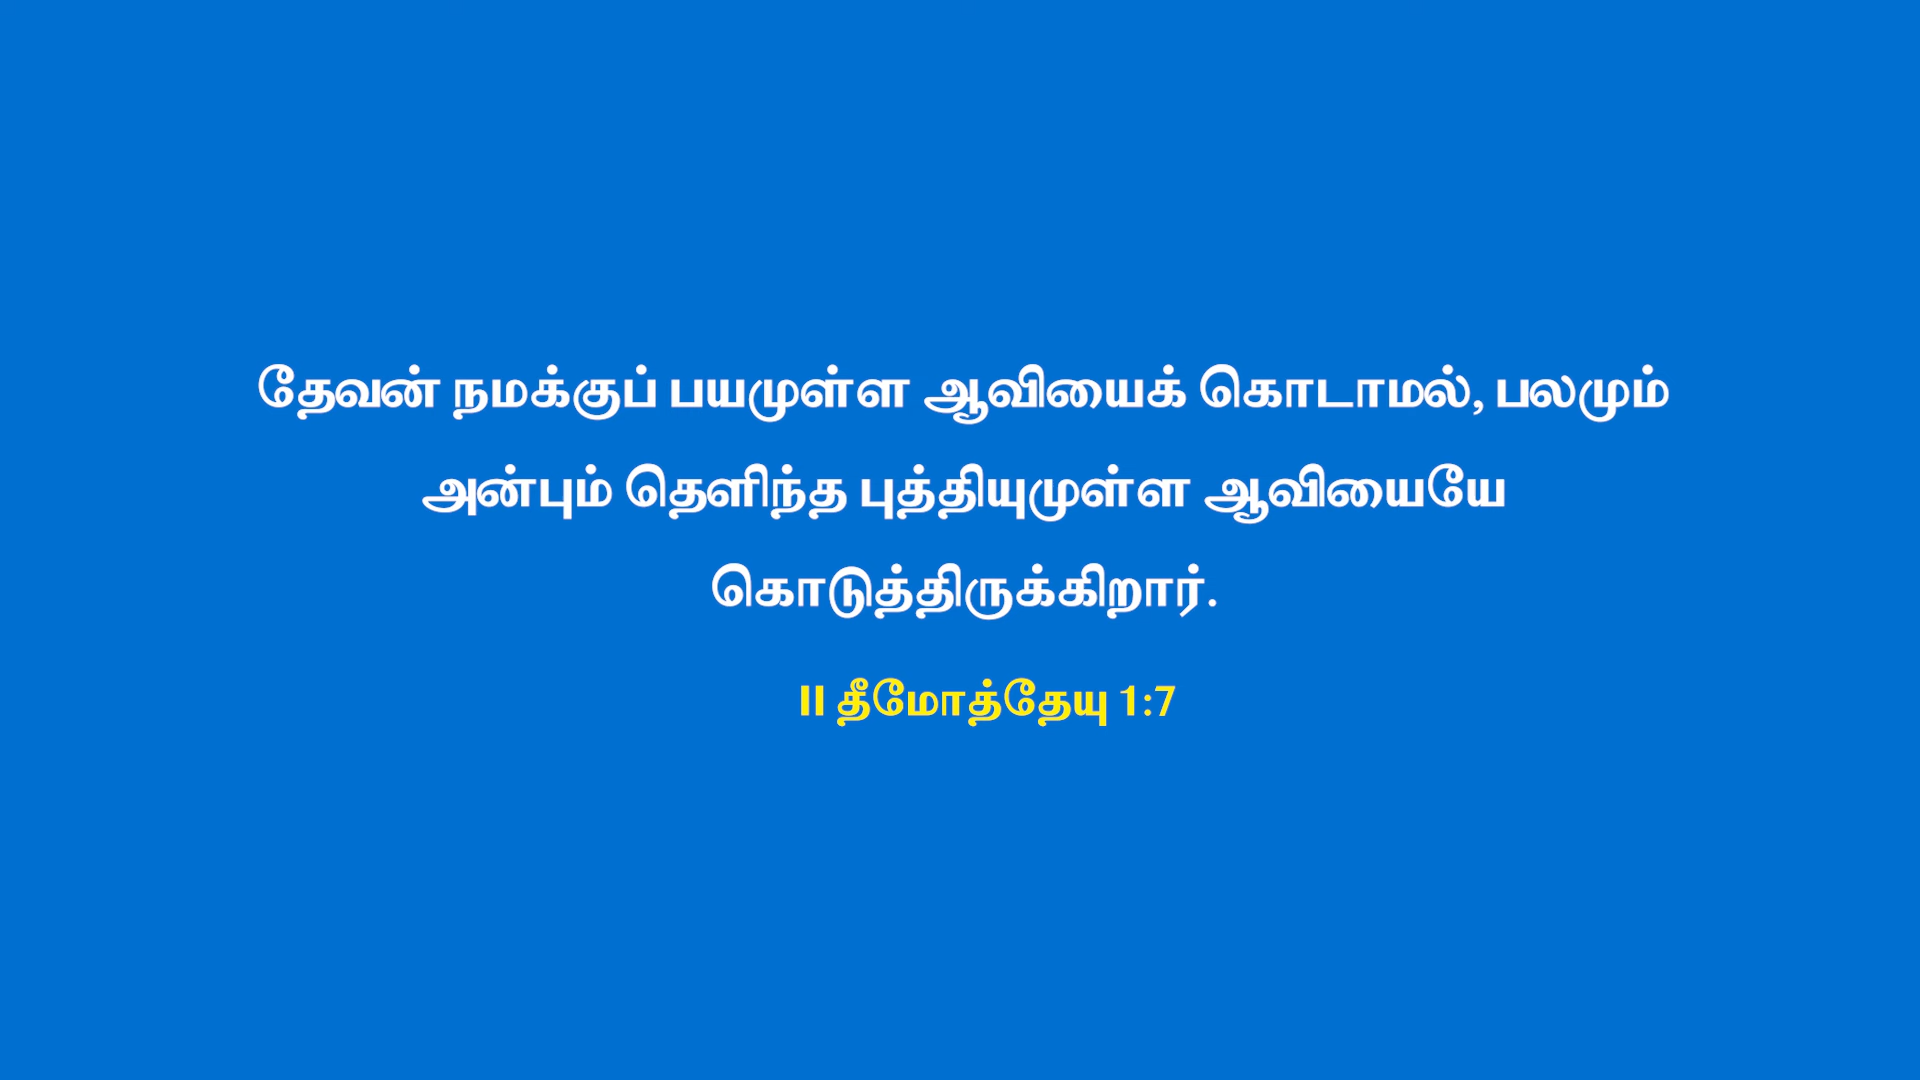 தேவன் நமக்குப் பயமுள்ள ஆவியைக் கொடாமல், பலமும்
அன்பும் தெளிந்த புத்தியுமுள்ள ஆவியையே
கொடுத்திருக்கிறார்.
II தீமோத்தேயு 1:7